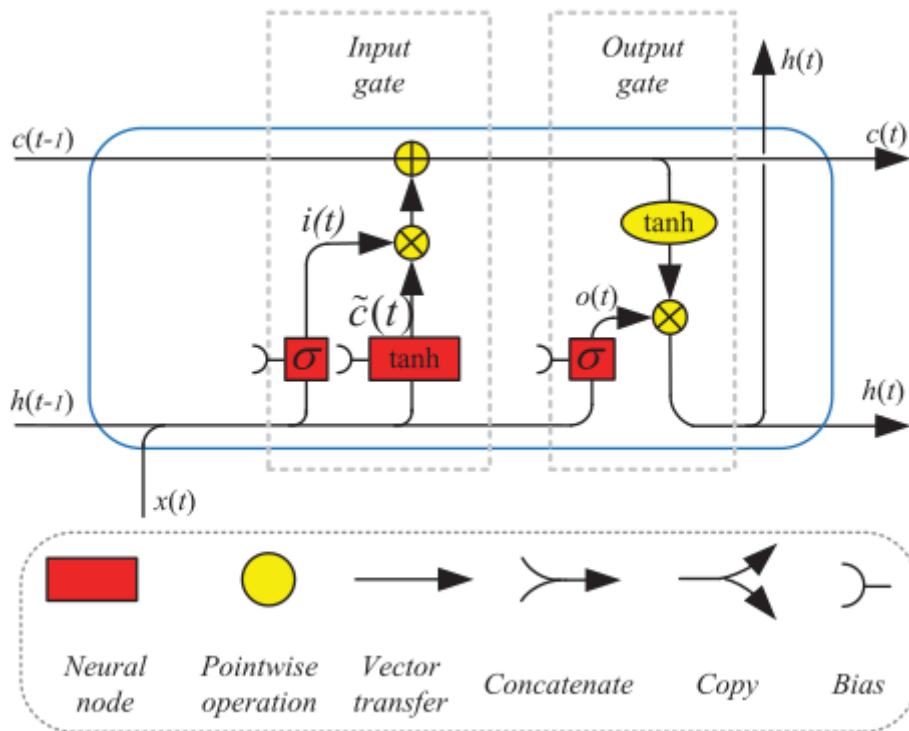 Input
gate
Output
gate
h(t)
c(t-1)
c(t)
i(t)
tanh
c̃(t)
o(t)
σ
tanh
σ
h(t-1)
h(t)
x(t)
Neural
node
Pointwise
operation
Vector
transfer
Concatenate
Copy
Bias